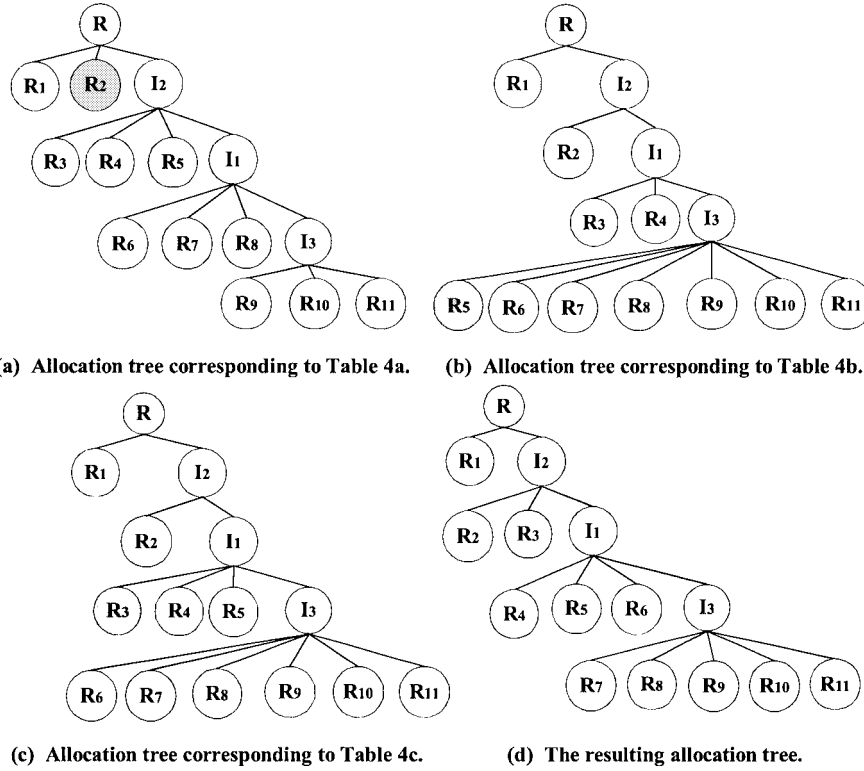 R
R1 R2 I2
R3 R4 R5 I1
R6 R7 R8 I3
R9 R10 R11
(a) Allocation tree corresponding to Table 4a.
R
R1 I2
R2 I1
R3 R4 I3
R5 R6 R7 R8 R9 R10 R11
(b) Allocation tree corresponding to Table 4b.
R
R1 I2
R2 I1
R3 R4 R5 I3
R6 R7 R8 R9 R10 R11
(c) Allocation tree corresponding to Table 4c.
R
R1 I2
R2 R3 I1
R4 R5 R6 I3
R7 R8 R9 R10 R11
(d) The resulting allocation tree.